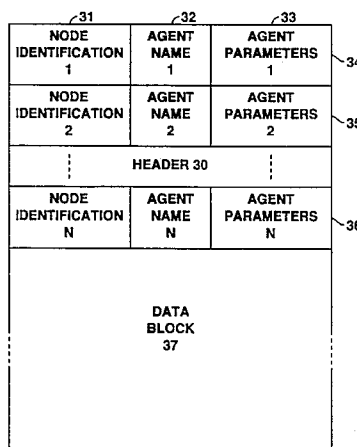 31 32 33
NODE IDENTIFICATION 1 AGENT NAME 1 AGENT PARAMETERS 1 34
NODE IDENTIFICATION 2 AGENT NAME 2 AGENT PARAMETERS 2 35
HEADER 30
NODE IDENTIFICATION N AGENT NAME N AGENT PARAMETERS N 36
DATA
BLOCK
37